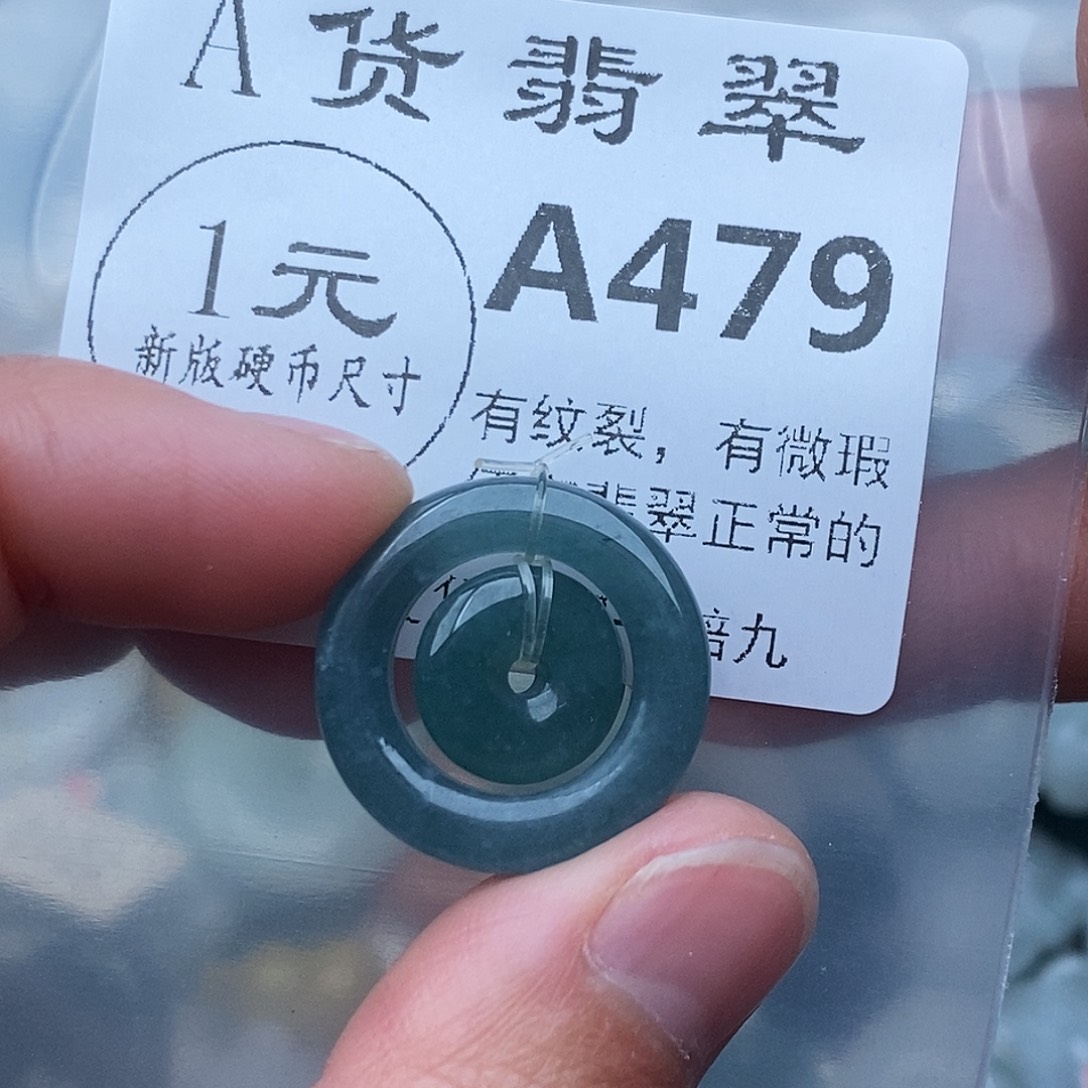 A货翡翠
1元
A479
新版硬币尺寸
有纹裂，有微瑕
翡翠正常的
倍九